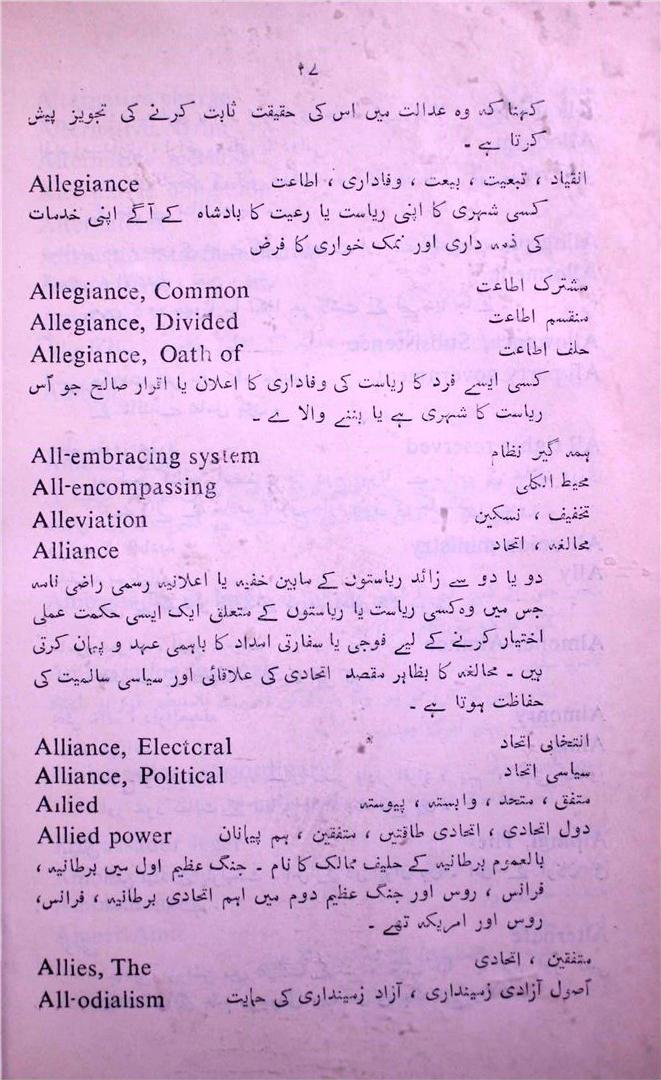 ۲۷
کہنا کہ وہ عدالت میں اس کی حقیقت ثابت کرنے کی تجویز پیش
کرتا ہے ۔
Allegiance انقیاد ، تبعیت ، بیعت ، وفاداری ، اطاعت
کسی شہری کا اپنی ریاست یا رعیت کا بادشاہ کے آگے اپنی خدمات
کی ذمہ داری اور نمک خواری کا فرض
Allegiance, Common مشترک اطاعت
Allegiance, Divided منقسم اطاعت
Allegiance, Oath of حلف اطاعت
کسی ایسے فرد کا ریاست کی وفاداری کا اعلان یا اقرار صالح جو اُس
ریاست کا شہری ہے یا بننے والا ہے ۔
All-embracing system ہمہ گیر نظام
All-encompassing محیط الکلی
Alleviation تخفیف ، تسکین
Alliance محالفہ ، اتحاد
دو یا دو سے زائد ریاستوں کے مابین خفیہ یا اعلانیہ رسمی راضی نامہ
جس میں وہ کسی ریاست یا ریاستوں کے متعلق ایک ایسی حکمت عملی
اختیار کرنے کے لیے فوجی یا سفارتی امداد کا باہمی عہد و پیمان کرتی
ہیں ۔ محالفہ کا بظاہر مقصد اتحادی کی علاقائی اور سیاسی سالمیت کی
حفاظت ہوتا ہے ۔
Alliance, Electoral انتخابی اتحاد
Alliance, Political سیاسی اتحاد
Allied متفق ، متحد ، وابستہ ، پیوستہ
Allied power دول اتحادی ، اتحادی طاقتیں ، متفقین ، ہم پیمانان
بالعموم برطانیہ کے حلیف ممالک کا نام ۔ جنگ عظیم اول میں برطانیہ ،
فرانس ، روس اور جنگ عظیم دوم میں اہم اتحادی برطانیہ ، فرانس،
روس اور امریکہ تھے ۔
Allies, The متفقین ، اتحادی
All-odialism اصول آزادی زمینداری ، آزاد زمینداری کی حمایت